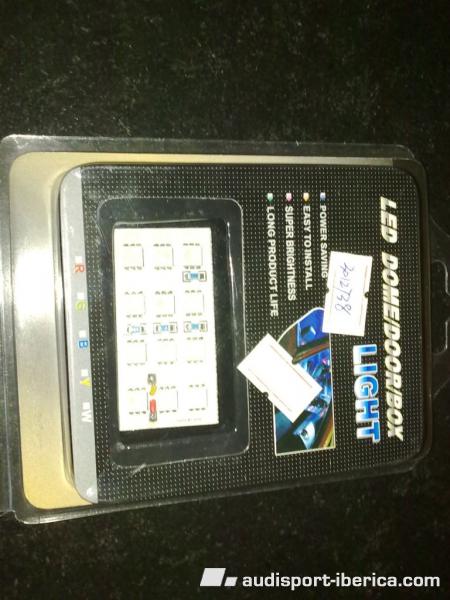 LED DOME/DOOR/BOX
LIGHT
POWER SAVING
EASY TO INSTALL
SUPER BRIGHTNESS
LONG PRODUCT LIFE
R G B Y W
audisport-iberica.com